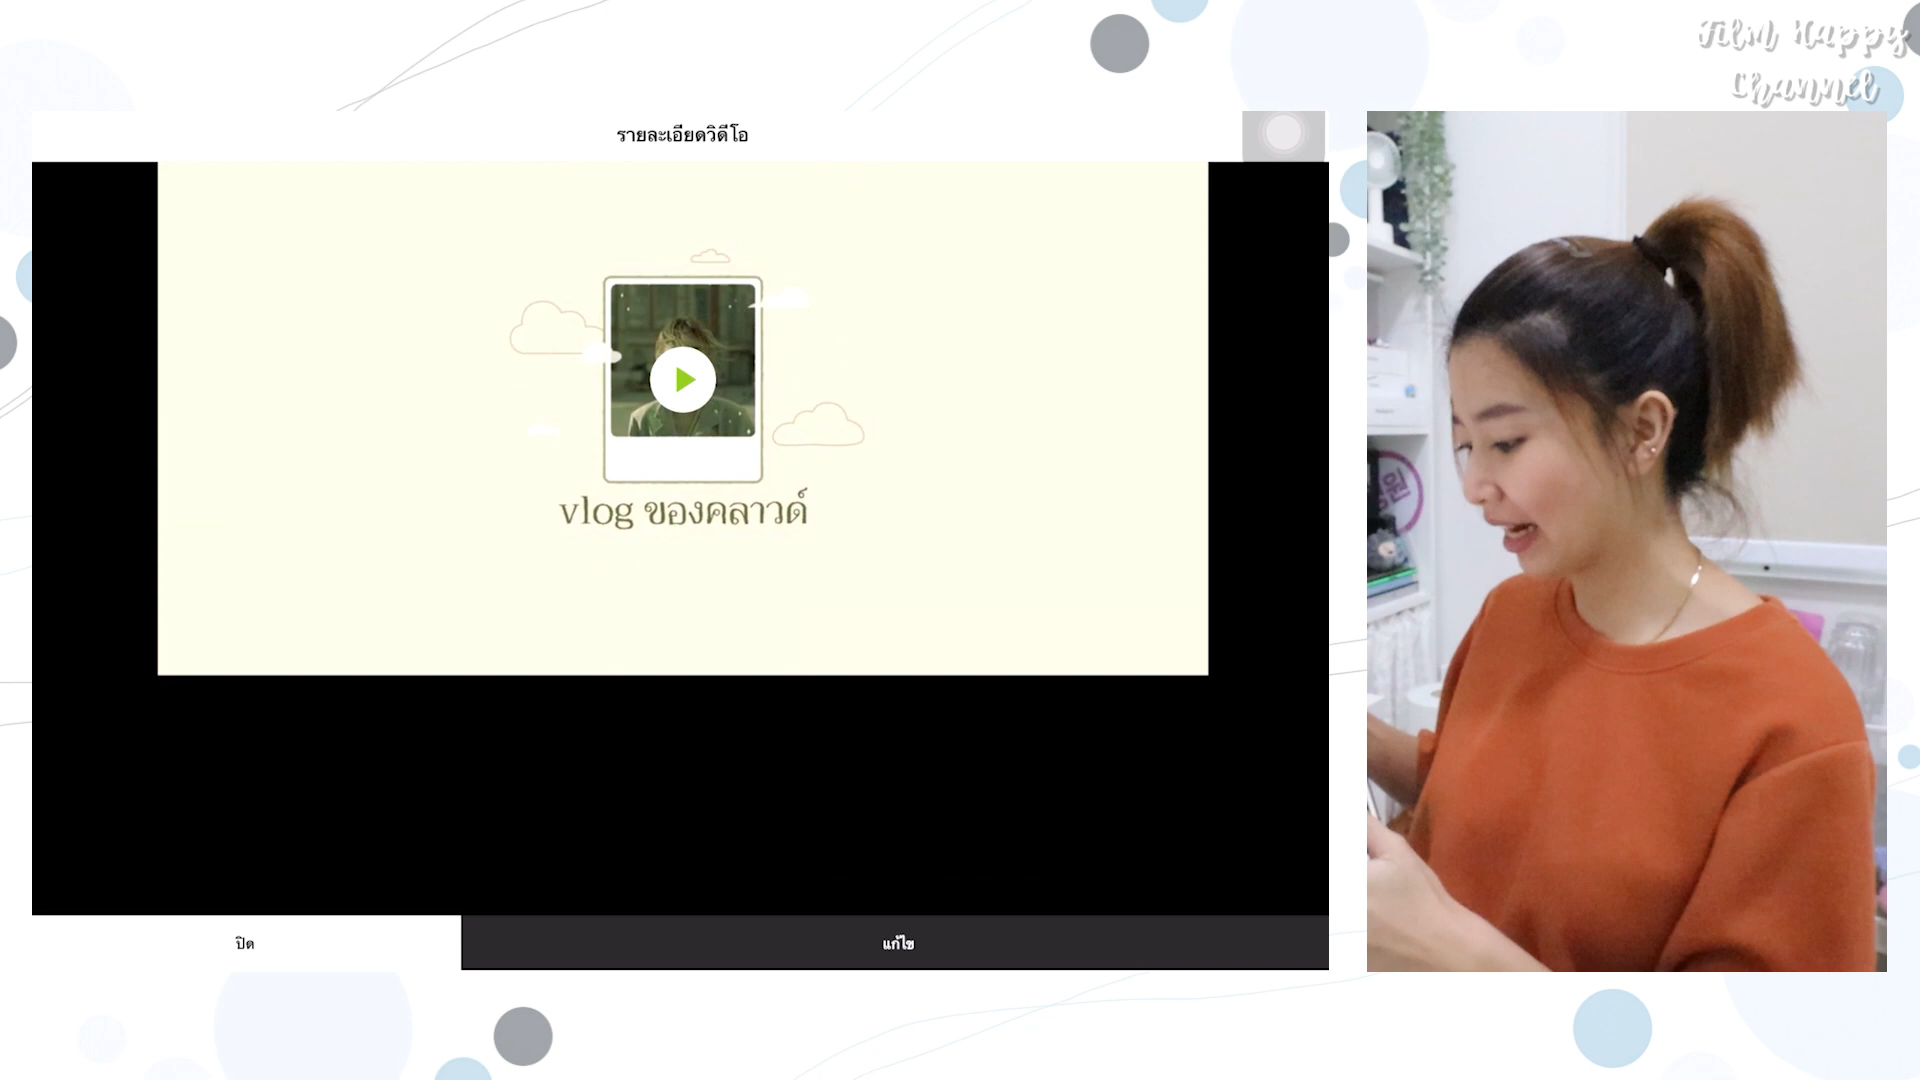 Film Happy
Channel
รายละเอียดวิดีโอ
vlog ของคลาวด์
ปิด
แก้ไข